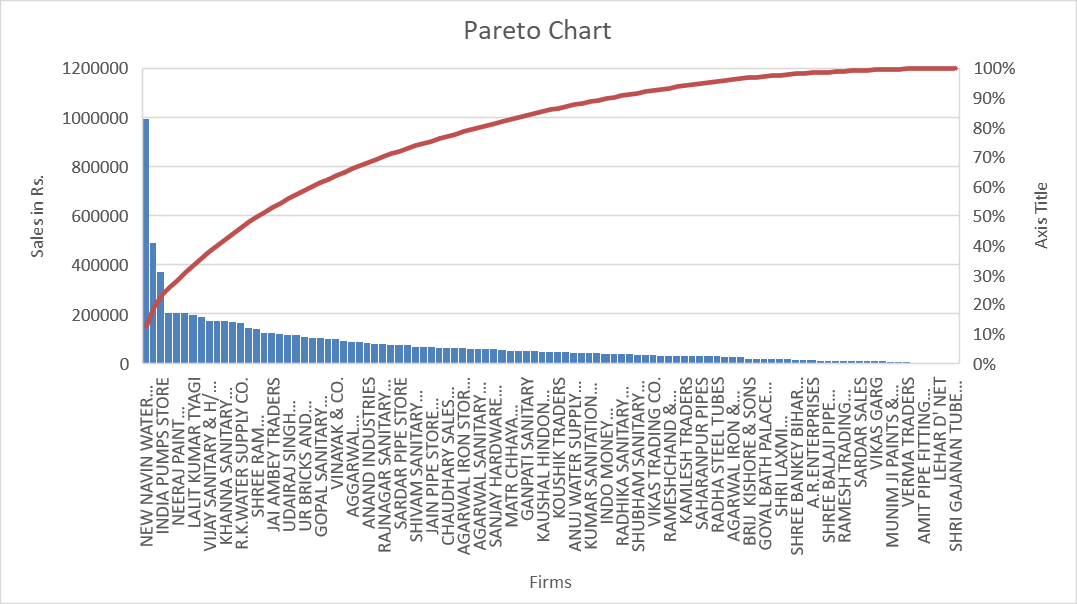 Pareto Chart
Sales in Rs.
1200000
1000000
800000
600000
400000
200000
0
100%
90%
80%
70%
60%
50%
40%
30%
20%
10%
0%
Axis Title
NEW NAVIN WATER...
INDIA PUMPS STORE
NEERAJ PAINT...
LALIT KUMAR TYAGI
VIJAY SANITARY & H/...
KHANNA SANITARY...
R.K.WATER SUPPLY CO.
SHREE RAM...
JAI AMBEY TRADERS
UDAIRAJ SINGH...
UR BRICKS AND...
GOPAL SANITARY...
VINAYAK & CO.
AGGARWAL...
ANAND INDUSTRIES
RAJNAGAR SANITARY...
SARDAR PIPE STORE
SHIVAM SANITARY...
JAIN PIPE STORE...
CHAUDHARY SALES...
AGARWAL IRON STOR...
AGARWAL SANITARY...
SANJAY HARDWARE...
MATR CHHAYA...
GANPATI SANITARY
KAUSHAL HINDON...
KOUSHIK TRADERS
ANUJ WATER SUPPLY...
KUMAR SANITATION...
INDO MONEY...
RADHIKA SANITARY...
SHUBHAM SANITARY...
VIKAS TRADING CO.
RAMESHCHAND &...
KAMLESH TRADERS
SAHARANPUR PIPES
RADHA STEEL TUBES
AGARWAL IRON &...
BRIJ KISHORE & SONS
GOYAL BATH PALACE...
SHRI LAXMI...
SHREE BANKEY BIHAR...
A.R.ENTERPRISES
SHREE BALAJI PIPE...
RAMESH TRADING...
SARDAR SALES
VIKAS GARG
MUNIM JI PAINTS &...
VERMA TRADERS
AMIT PIPE FITTING...
LEHAR D' NET
SHRI GAJANAN TUBE...
Firms